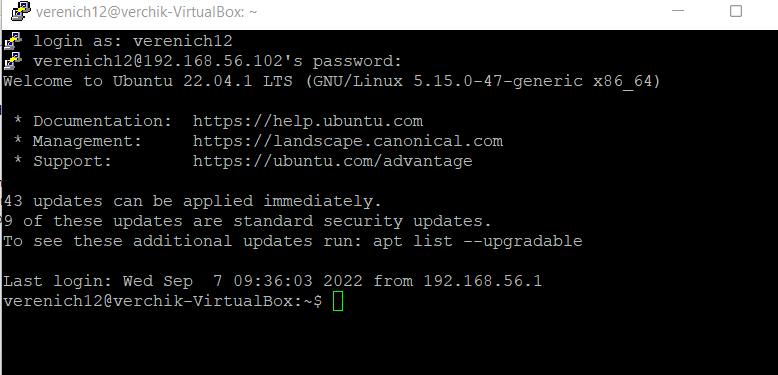 verenich12@verchik-VirtualBox: ~
login as: verenich12
verenich12@192.168.56.102's password:
Welcome to Ubuntu 22.04.1 LTS (GNU/Linux 5.15.0-47-generic x86_64)
* Documentation:  https://help.ubuntu.com
* Management:     https://landscape.canonical.com
* Support:        https://ubuntu.com/advantage
43 updates can be applied immediately.
9 of these updates are standard security updates.
To see these additional updates run: apt list --upgradable
Last login: Wed Sep  7 09:36:03 2022 from 192.168.56.1
verenich12@verchik-VirtualBox:~$